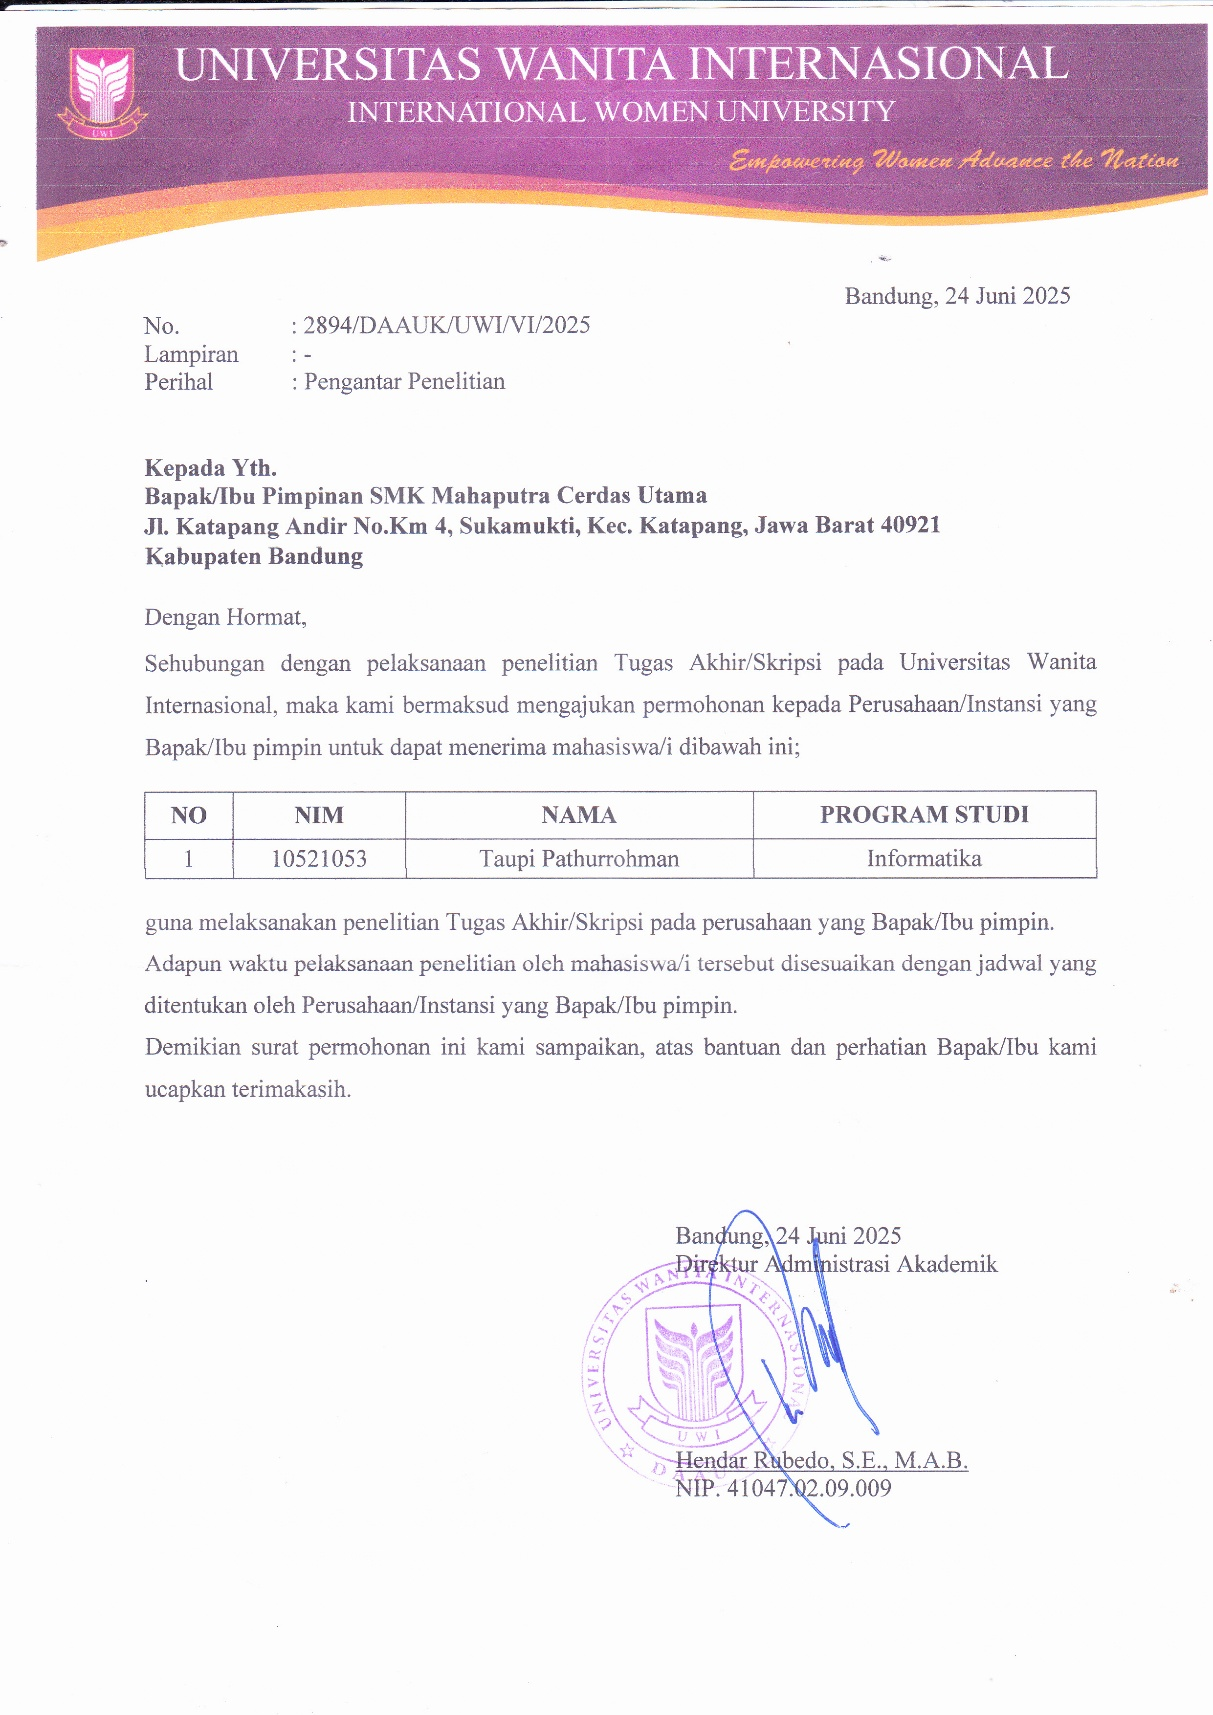 UNIVERSITAS WANITA INTERNASIONAL
INTERNATIONAL WOMEN UNIVERSITY
UWI
Empowering Women Advance the Nation
Bandung, 24 Juni 2025
No. : 2894/DAAUK/UWI/VI/2025
Lampiran : -
Perihal : Pengantar Penelitian
Kepada Yth.
Bapak/Ibu Pimpinan SMK Mahaputra Cerdas Utama
Jl. Katapang Andir No.Km 4, Sukamukti, Kec. Katapang, Jawa Barat 40921
Kabupaten Bandung
Dengan Hormat,
Sehubungan dengan pelaksanaan penelitian Tugas Akhir/Skripsi pada Universitas Wanita
Internasional, maka kami bermaksud mengajukan permohonan kepada Perusahaan/Instansi yang
Bapak/Ibu pimpin untuk dapat menerima mahasiswa/i dibawah ini;
NO NIM NAMA PROGRAM STUDI
1 10521053 Taupi Pathurrohman Informatika
guna melaksanakan penelitian Tugas Akhir/Skripsi pada perusahaan yang Bapak/Ibu pimpin.
Adapun waktu pelaksanaan penelitian oleh mahasiswa/i tersebut disesuaikan dengan jadwal yang
ditentukan oleh Perusahaan/Instansi yang Bapak/Ibu pimpin.
Demikian surat permohonan ini kami sampaikan, atas bantuan dan perhatian Bapak/Ibu kami
ucapkan terimakasih.
Bandung, 24 Juni 2025
Direktur Administrasi Akademik
UNIVERSITAS WANITA INTERNASIONAL
UWI
Hendar Rubedo, S.E., M.A.B.
NIP. 41047.02.09.009